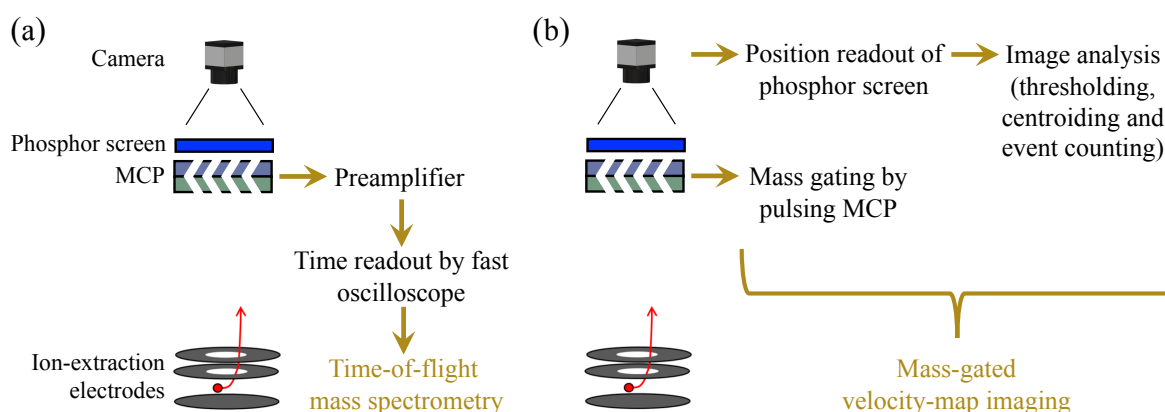 (a)
Camera
Phosphor screen
MCP
Preamplifier
Time readout by fast
oscilloscope
Ion-extraction
electrodes
Time-of-flight
mass spectrometry
(b)
Position readout of
phosphor screen
Image analysis
(thresholding,
centroiding and
event counting)
Mass gating by
pulsing MCP
Mass-gated
velocity-map imaging